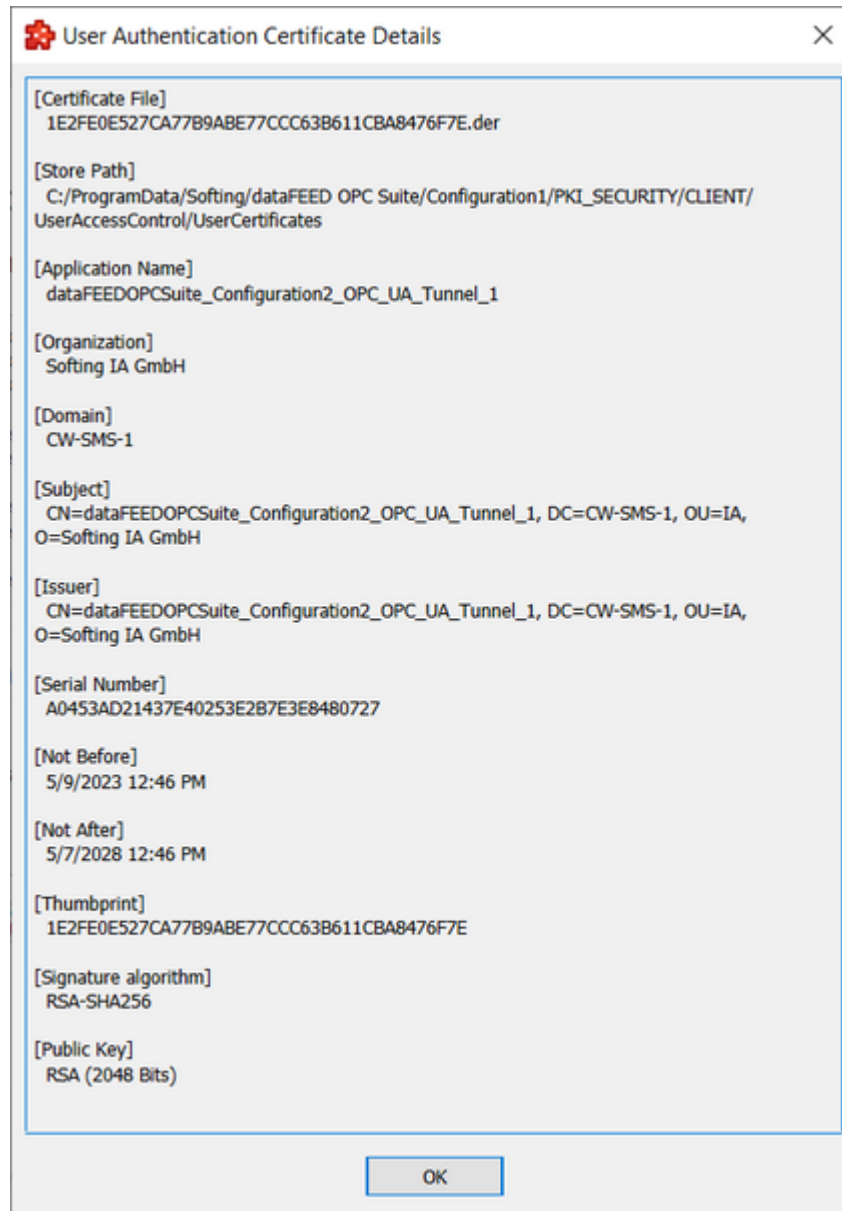 User Authentication Certificate Details
[Certificate File]
1E2FE0E527CA77B9ABE77CCC63B611CBA8476F7E.der
[Store Path]
C:/ProgramData/Softing/dataFEED OPC Suite/Configuration1/PKI_SECURITY/CLIENT/
UserAccessControl/UserCertificates
[Application Name]
dataFEEDOPCSuite_Configuration2_OPC_UA_Tunnel_1
[Organization]
Softing IA GmbH
[Domain]
CW-SMS-1
[Subject]
CN=dataFEEDOPCSuite_Configuration2_OPC_UA_Tunnel_1, DC=CW-SMS-1, OU=IA,
O=Softing IA GmbH
[Issuer]
CN=dataFEEDOPCSuite_Configuration2_OPC_UA_Tunnel_1, DC=CW-SMS-1, OU=IA,
O=Softing IA GmbH
[Serial Number]
A0453AD21437E40253E2B7E3E8480727
[Not Before]
5/9/2023 12:46 PM
[Not After]
5/7/2028 12:46 PM
[Thumbprint]
1E2FE0E527CA77B9ABE77CCC63B611CBA8476F7E
[Signature algorithm]
RSA-SHA256
[Public Key]
RSA (2048 Bits)
OK